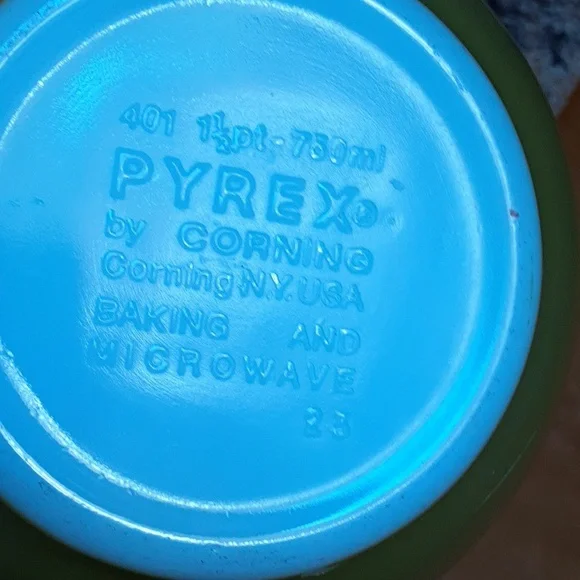 401 1½pt-750ml
PYREX®
by CORNING
Corning N.Y. USA
BAKING AND
MICROWAVE
23